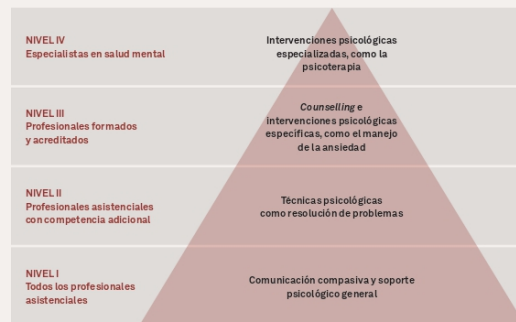 NIVEL IV
Especialistas en salud mental
Intervenciones psicológicas
especializadas, como la
psicoterapia
NIVEL III
Profesionales formados
y acreditados
Counselling e
intervenciones psicológicas
específicas, como el manejo
de la ansiedad
NIVEL II
Profesionales asistenciales
con competencia adicional
Técnicas psicológicas
como resolución de problemas
NIVEL I
Todos los profesionales
asistenciales
Comunicación compasiva y soporte
psicológico general